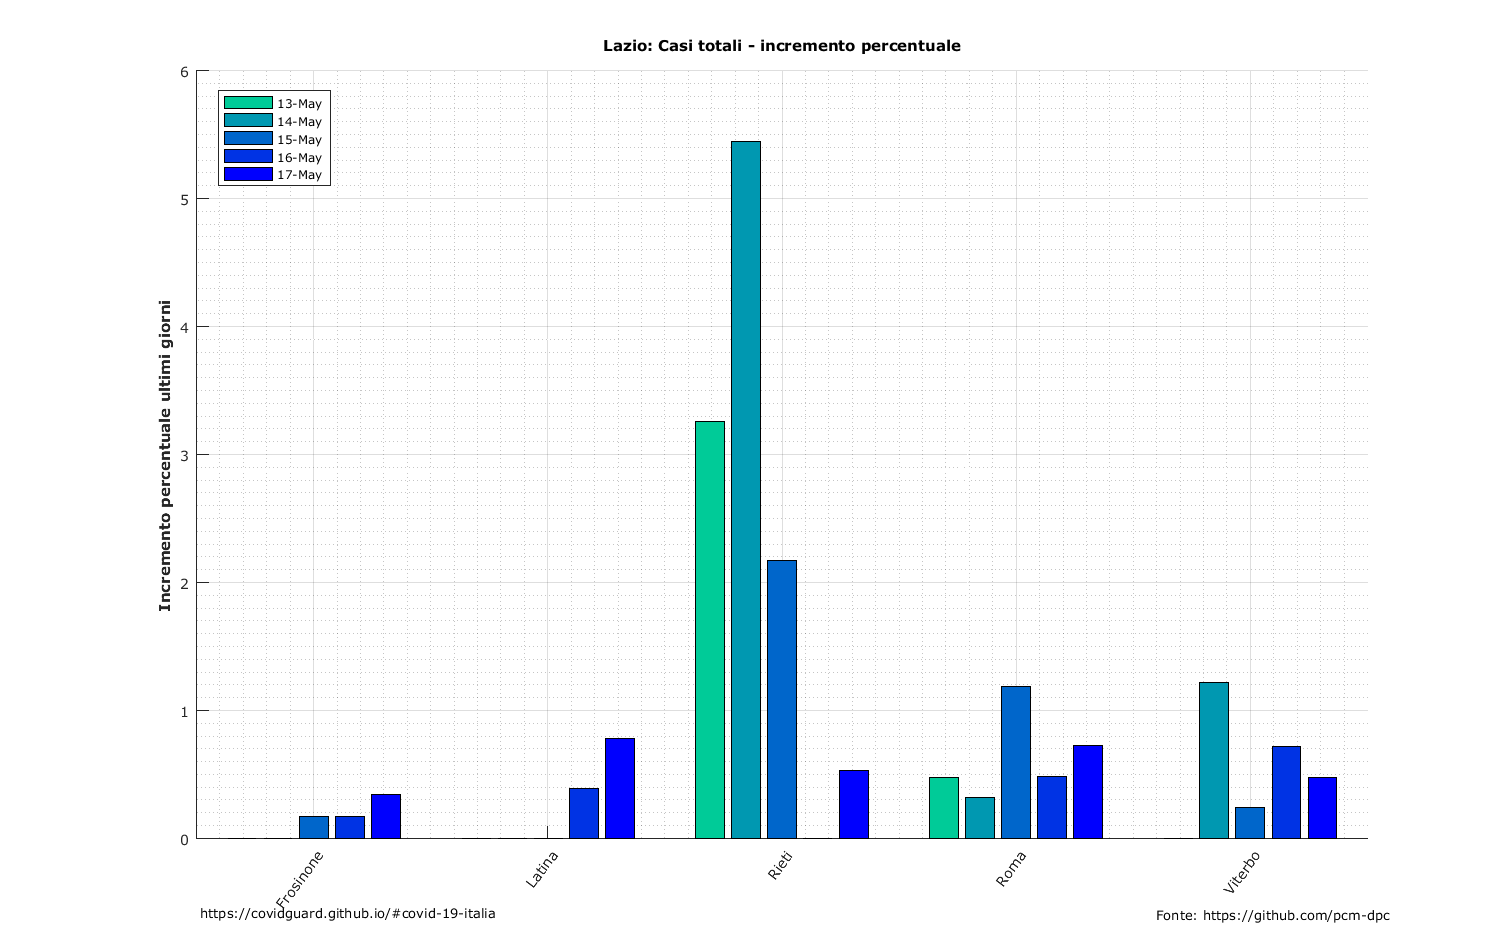 Lazio: Casi totali - incremento percentuale
Incremento percentuale ultimi giorni
6
5
4
3
2
1
0
13-May
14-May
15-May
16-May
17-May
Frosinone
Latina
Rieti
Roma
Viterbo
https://covidguard.github.io/#covid-19-italia
Fonte: https://github.com/pcm-dpc